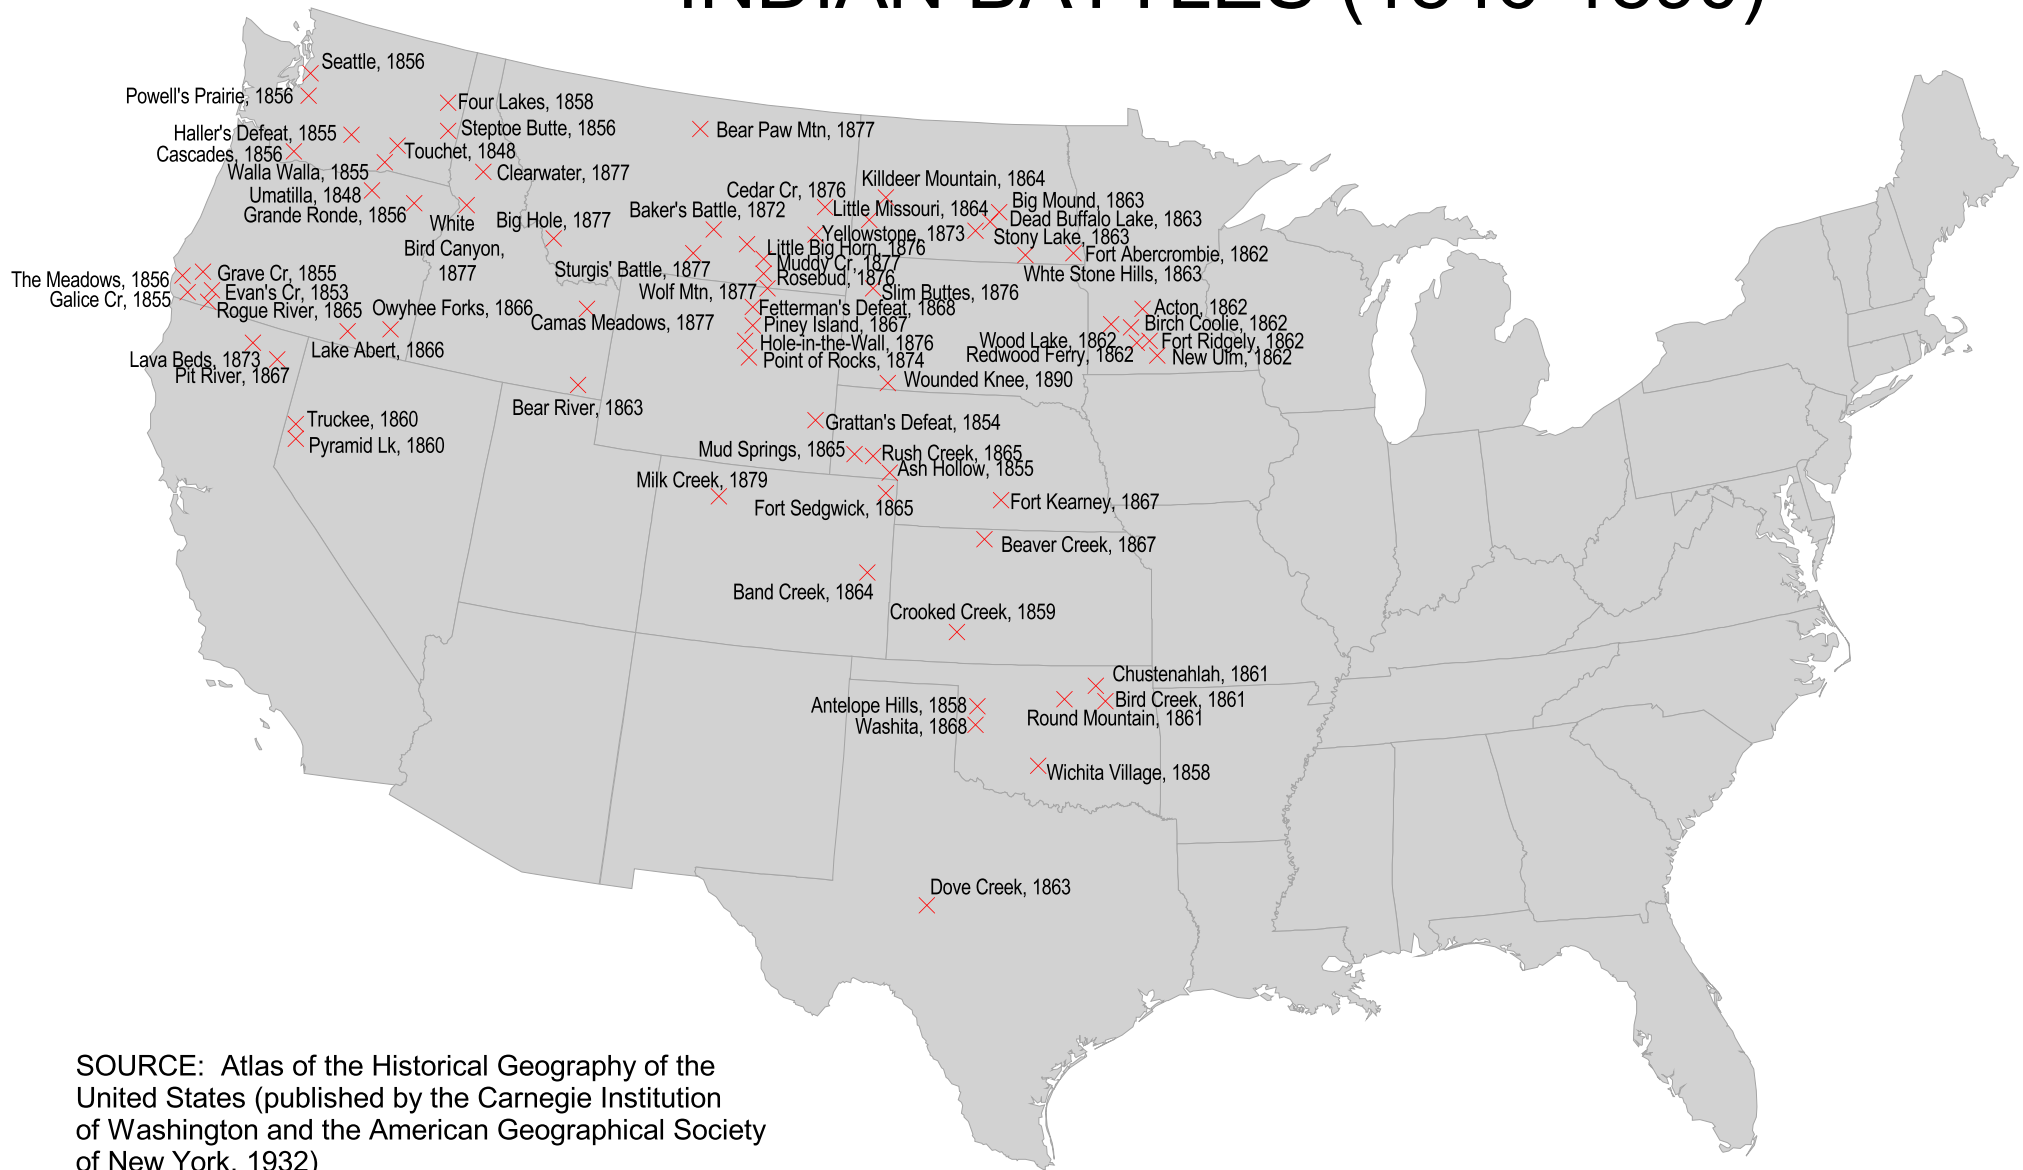 INDIAN BATTLES (1846-1890)
Seattle, 1856
Powell's Prairie, 1856
Four Lakes, 1858
Haller's Defeat, 1855
Steptoe Butte, 1856
Bear Paw Mtn, 1877
Cascades, 1856
Touchet, 1848
Walla Walla, 1855
Clearwater, 1877
Killdeer Mountain, 1864
Umatilla, 1848
Cedar Cr, 1876
Big Mound, 1863
Grande Ronde, 1856
White
Bird Canyon,
1877
Big Hole, 1877
Baker's Battle, 1872
Little Missouri, 1864
Dead Buffalo Lake, 1863
Yellowstone, 1873
Stony Lake, 1863
Little Big Horn, 1876
Fort Abercrombie, 1862
Sturgis' Battle, 1877
Muddy Cr, 1877
Whte Stone Hills, 1863
The Meadows, 1856
Grave Cr, 1855
Rosebud, 1876
Galice Cr, 1855
Evan's Cr, 1853
Wolf Mtn, 1877
Slim Buttes, 1876
Rogue River, 1865
Owyhee Forks, 1866
Fetterman's Defeat, 1868
Acton, 1862
Camas Meadows, 1877
Piney Island, 1867
Birch Coolie, 1862
Lake Abert, 1866
Hole-in-the-Wall, 1876
Wood Lake, 1862
Fort Ridgely, 1862
Lava Beds, 1873
Point of Rocks, 1874
Redwood Ferry, 1862
New Ulm, 1862
Pit River, 1867
Wounded Knee, 1890
Bear River, 1863
Truckee, 1860
Grattan's Defeat, 1854
Pyramid Lk, 1860
Mud Springs, 1865
Rush Creek, 1865
Ash Hollow, 1855
Milk Creek, 1879
Fort Sedgwick, 1865
Fort Kearney, 1867
Beaver Creek, 1867
Band Creek, 1864
Crooked Creek, 1859
Chustenahlah, 1861
Antelope Hills, 1858
Bird Creek, 1861
Round Mountain, 1861
Washita, 1868
Wichita Village, 1858
Dove Creek, 1863
SOURCE: Atlas of the Historical Geography of the
United States (published by the Carnegie Institution
of Washington and the American Geographical Society
of New York, 1932)